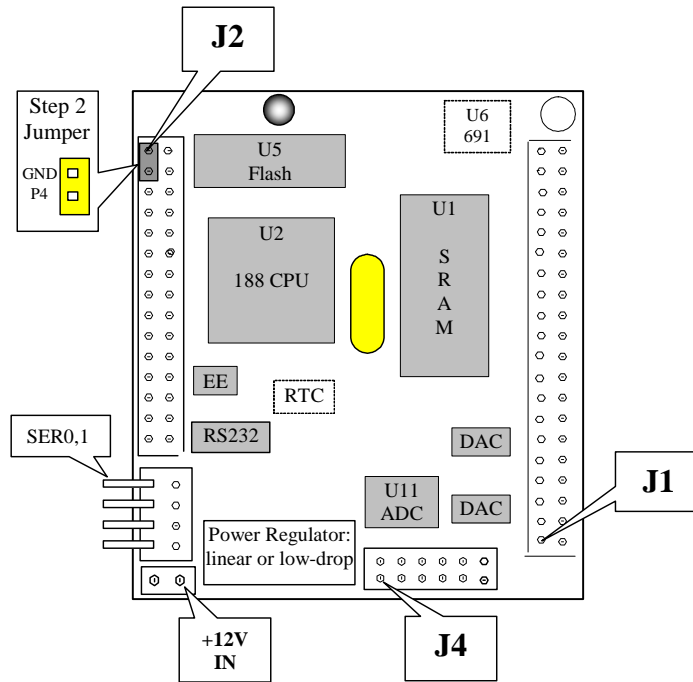 J2
Step 2
Jumper
GND
P4
U5
Flash
U6
691
U2
188 CPU
U1
S
R
A
M
EE
RTC
RS232
DAC
SER0,1
U11
ADC
DAC
J1
Power Regulator:
linear or low-drop
+12V
IN
J4